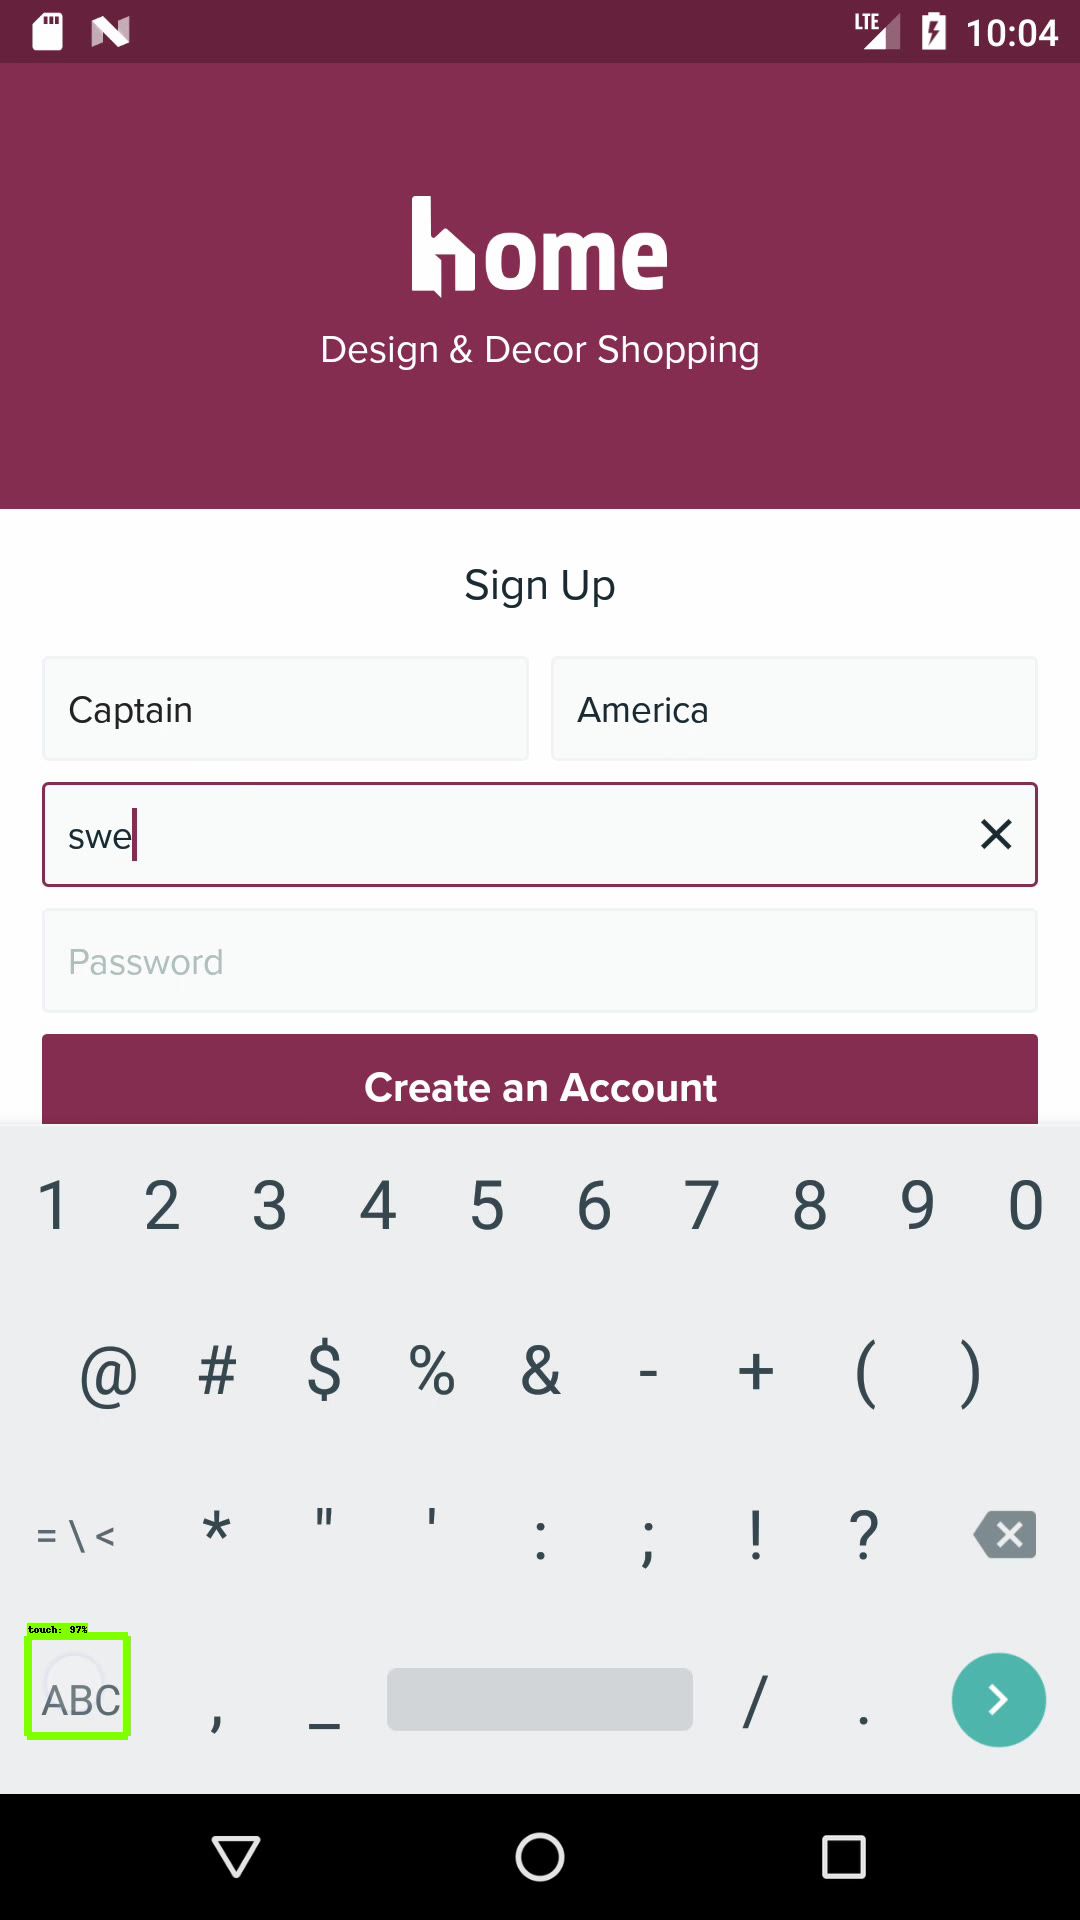 LTE 10:04
home
Design & Decor Shopping
Sign Up
Captain America
swe
Password
Create an Account
1 2 3 4 5 6 7 8 9 0
@ # $ % & - + ( )
= \ < * " ' : ; ! ?
touch: 97%
ABC , _ / .